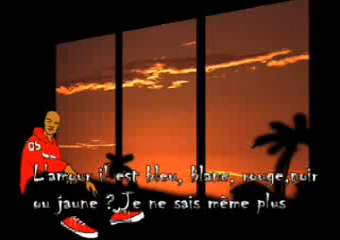 L'amour il est bleu, blanc, rouge,noir
ou jaune ? Je ne sais même plus